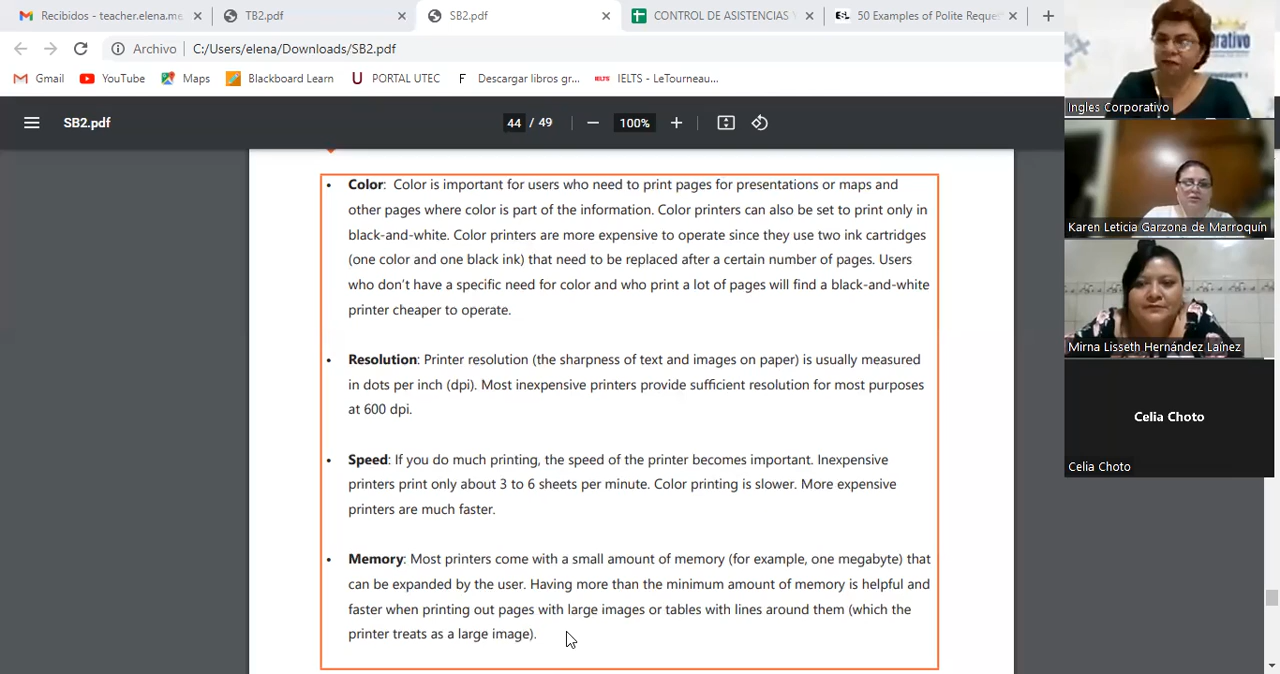 Recibidos - teacher.elena.me
TB2.pdf
SB2.pdf
CONTROL DE ASISTENCIAS
50 Examples of Polite Reque
Archivo
C:/Users/elena/Downloads/SB2.pdf
Gmail
YouTube
Maps
Blackboard Learn
PORTAL UTEC
Descargar libros gr...
IELTS - LeTourneau...
SB2.pdf
44 / 49
100%
Ingles Corporativo
Karen Leticia Garzona de Marroquín
Mirna Lisseth Hernández Laínez
Celia Choto
Celia Choto
• Color: Color is important for users who need to print pages for presentations or maps and
other pages where color is part of the information. Color printers can also be set to print only in
black-and-white. Color printers are more expensive to operate since they use two ink cartridges
(one color and one black ink) that need to be replaced after a certain number of pages. Users
who don't have a specific need for color and who print a lot of pages will find a black-and-white
printer cheaper to operate.
• Resolution: Printer resolution (the sharpness of text and images on paper) is usually measured
in dots per inch (dpi). Most inexpensive printers provide sufficient resolution for most purposes
at 600 dpi.
• Speed: If you do much printing, the speed of the printer becomes important. Inexpensive
printers print only about 3 to 6 sheets per minute. Color printing is slower. More expensive
printers are much faster.
• Memory: Most printers come with a small amount of memory (for example, one megabyte) that
can be expanded by the user. Having more than the minimum amount of memory is helpful and
faster when printing out pages with large images or tables with lines around them (which the
printer treats as a large image).